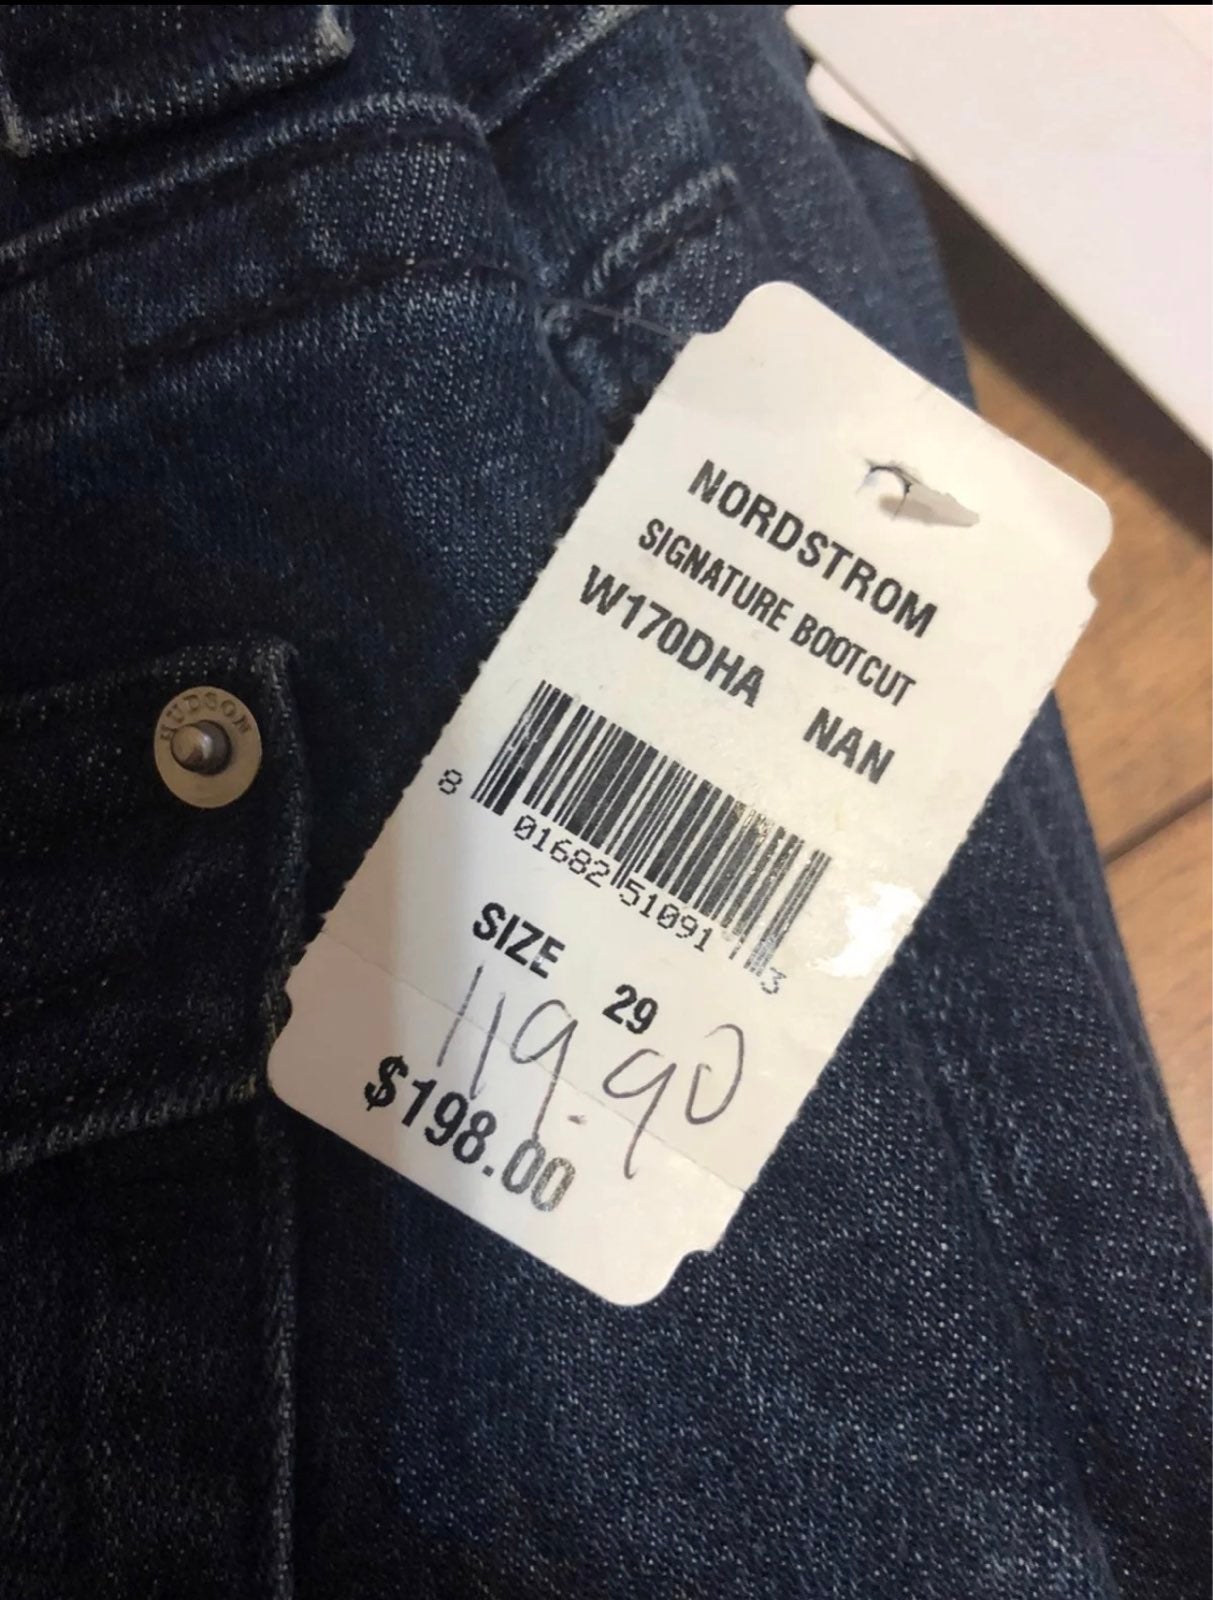 NORDSTROM
SIGNATURE BOOTCUT
W170DHA NAN
8 01682 51091 3
SIZE 29
119.90
$198.00
HUDSON